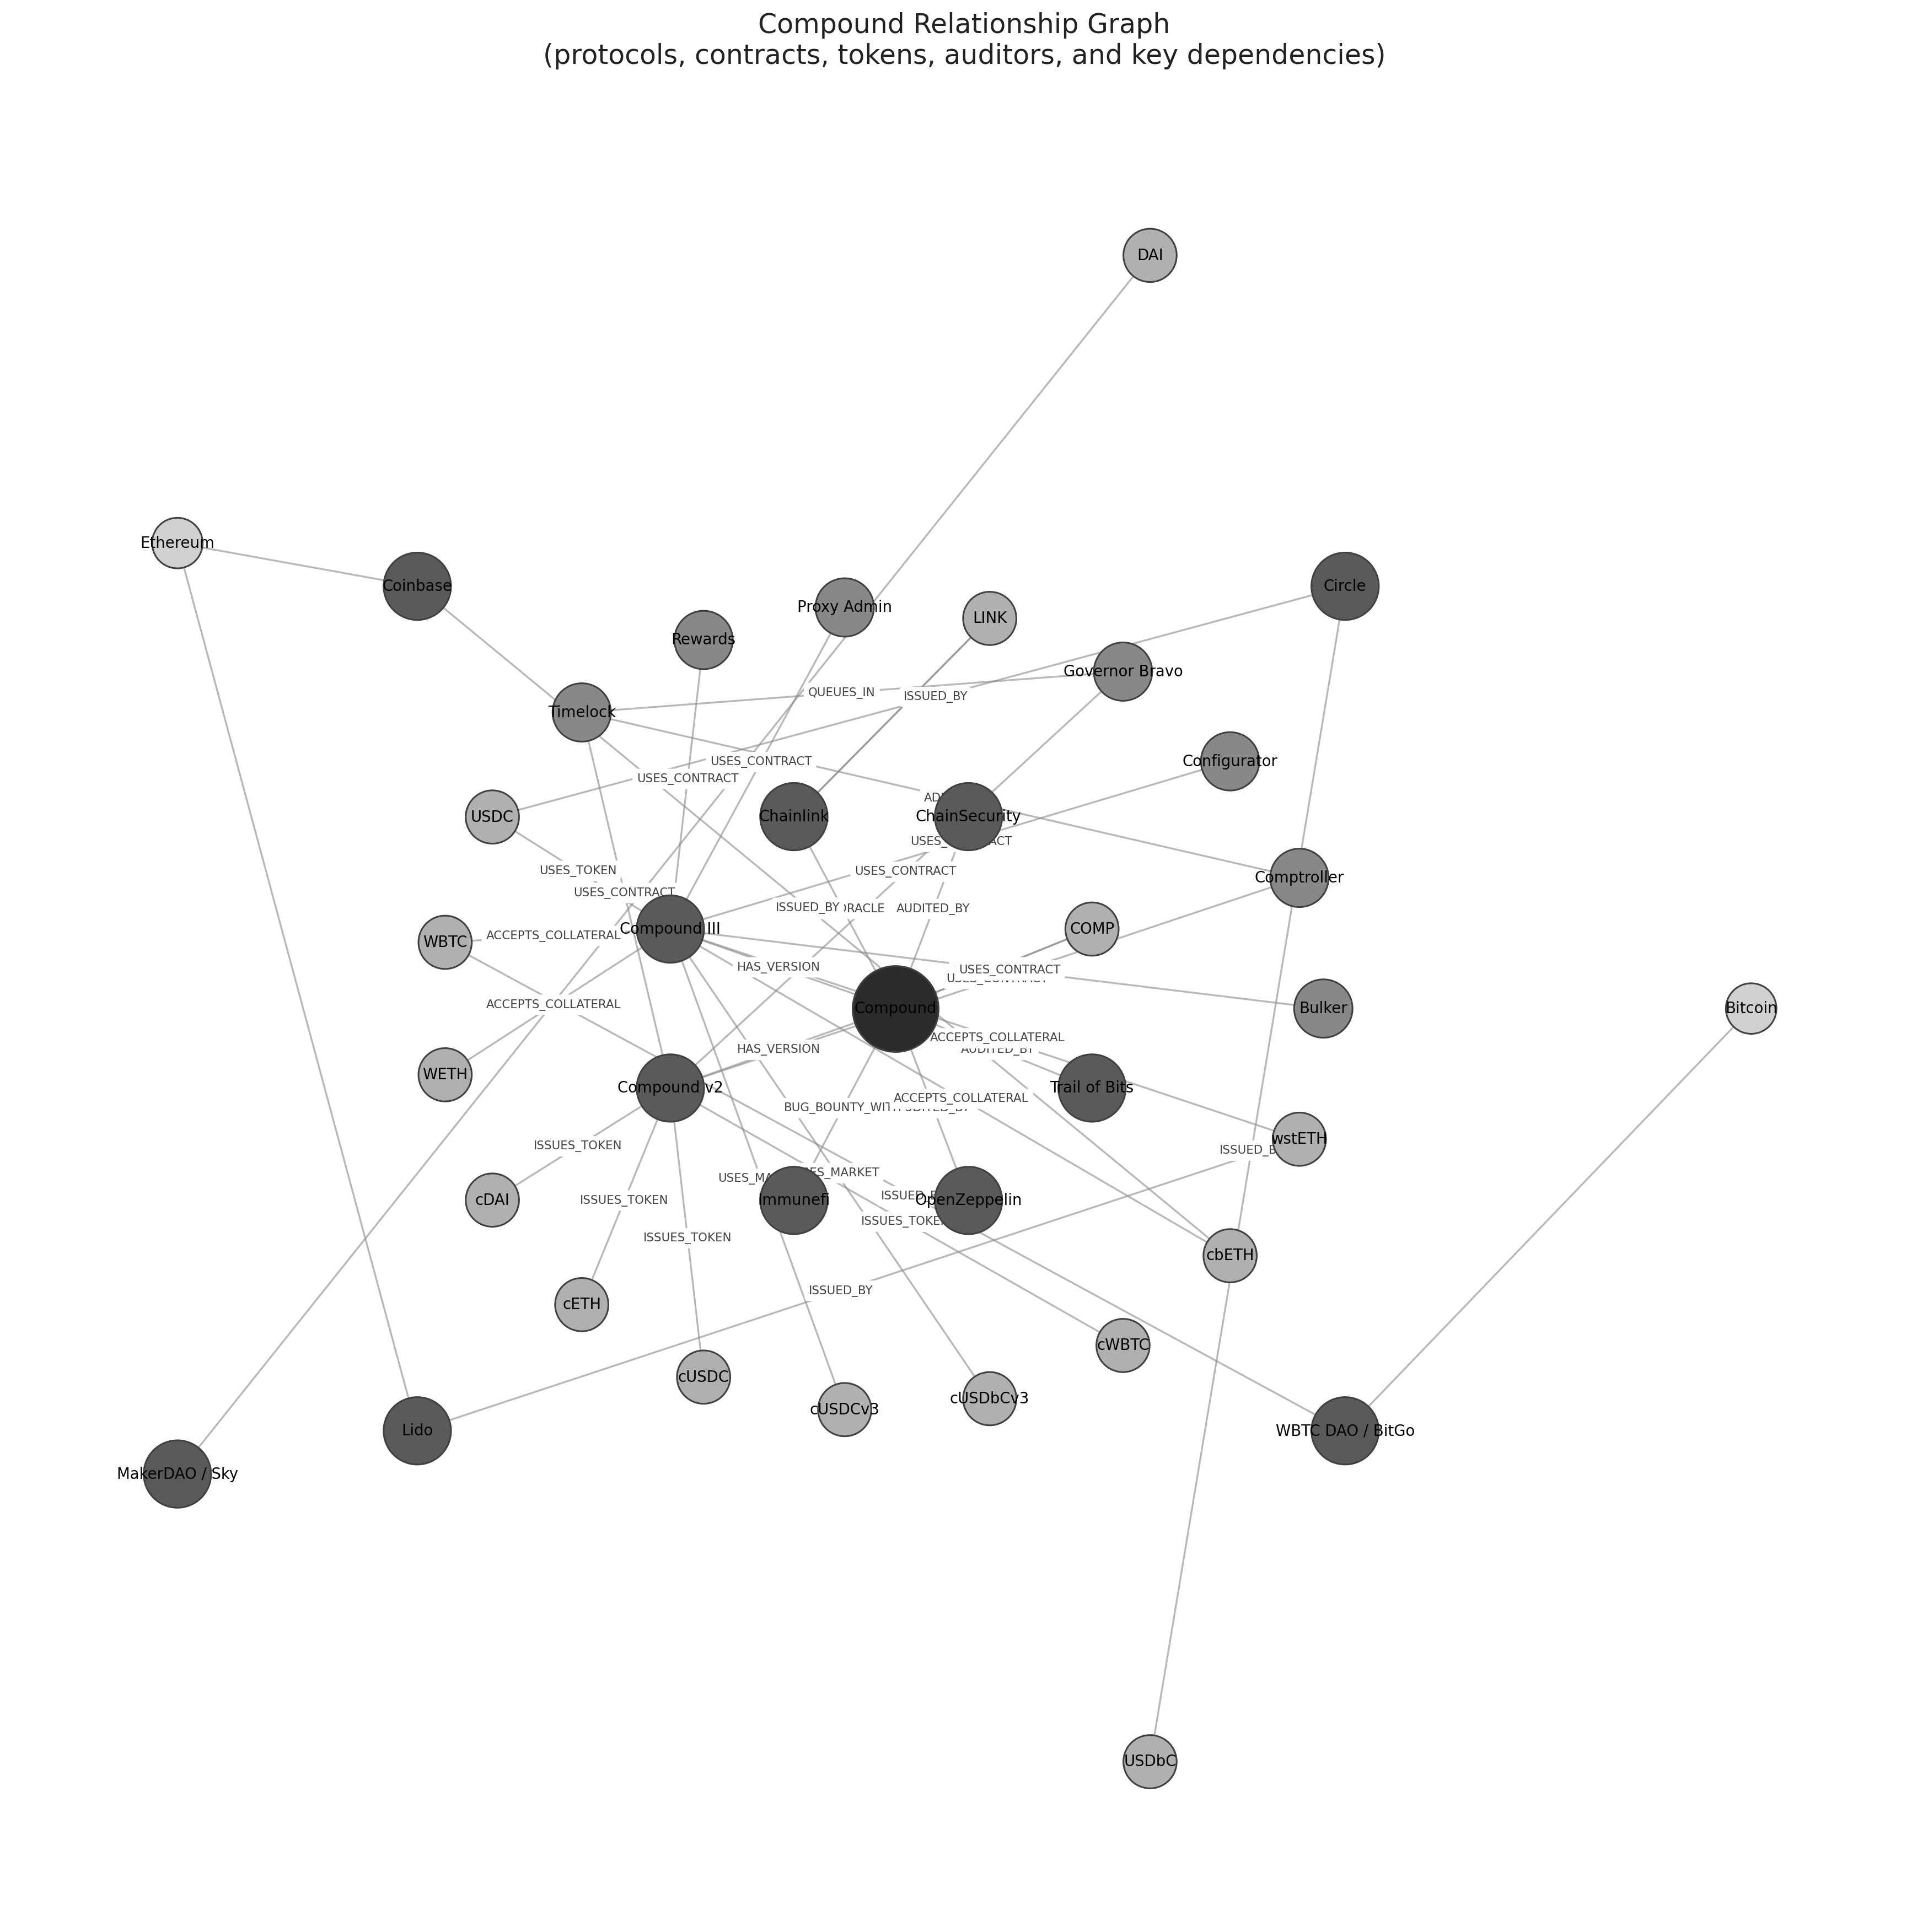 Compound Relationship Graph
(protocols, contracts, tokens, auditors, and key dependencies)
DAI
Ethereum
Coinbase
Circle
Proxy Admin
LINK
Rewards
Governor Bravo
QUEUES_IN
ISSUED_BY
Timelock
USES_CONTRACT
Configurator
USES_CONTRACT
USDC
Chainlink
ChainSecurity
USES_TOKEN
USES_CONTRACT
Comptroller
USES_CONTRACT
ISSUED_BY
AUDITED_BY
Compound III
COMP
WBTC
ACCEPTS_COLLATERAL
HAS_VERSION
USES_CONTRACT
USES_CONTRACT
ACCEPTS_COLLATERAL
Compound
Bulker
Bitcoin
ACCEPTS_COLLATERAL
HAS_VERSION
AUDITED_BY
WETH
Compound v2
Trail of Bits
ACCEPTS_COLLATERAL
BUG_BOUNTY_WITH
wstETH
ISSUES_TOKEN
ISSUED_BY
cDAI
ISSUES_TOKEN
Immunefi
OpenZeppelin
ISSUES_TOKEN
ISSUES_TOKEN
cbETH
ISSUED_BY
cETH
cWBTC
cUSDC
cUSDCv3
cUSDbCv3
Lido
WBTC DAO / BitGo
MakerDAO / Sky
USDbC